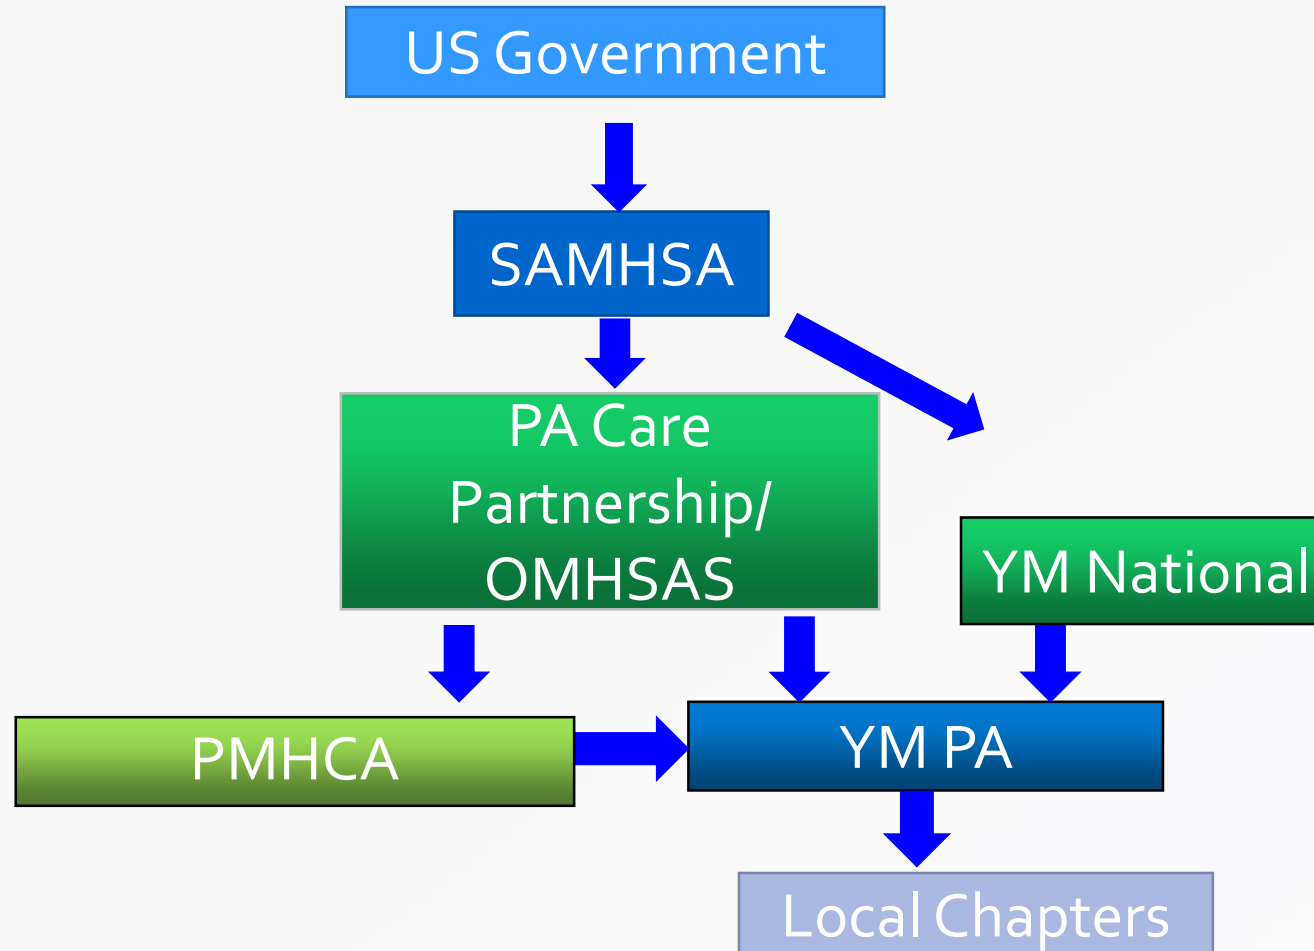 US Government
SAMHSA
PA Care
Partnership/
OMHSAS
YM National
PMHCA
YM PA
Local Chapters